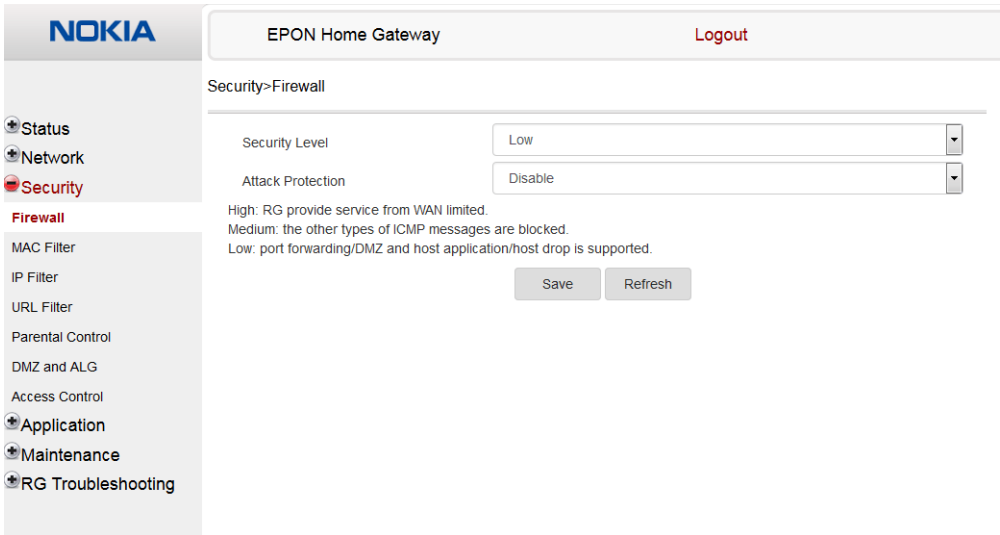 NOKIA
EPON Home Gateway
Logout
Security>Firewall
Status
Network
Security
Firewall
MAC Filter
IP Filter
URL Filter
Parental Control
DMZ and ALG
Access Control
Application
Maintenance
RG Troubleshooting
Security Level
Low
Attack Protection
Disable
High: RG provide service from WAN limited.
Medium: the other types of ICMP messages are blocked.
Low: port forwarding/DMZ and host application/host drop is supported.
Save
Refresh